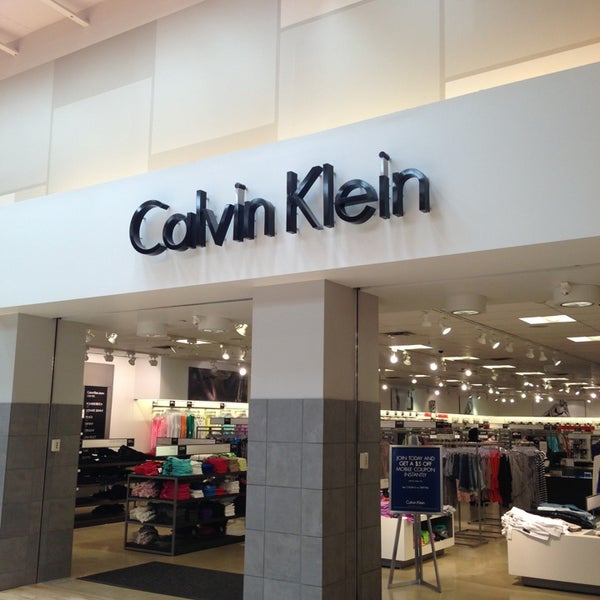 Calvin Klein
JOIN TODAY AND
GET A $5 OFF
MOBILE COUPON
INSTANTLY
Calvin Klein